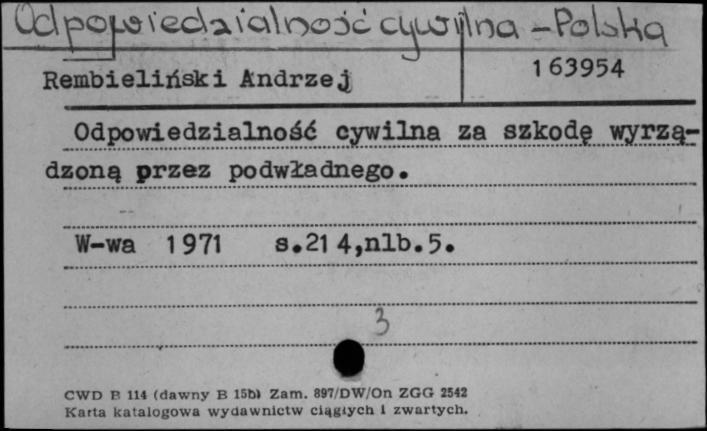 Odpowiedzialność cywilna - Polska
Rembieliński Andrzej
163954
Odpowiedzialność cywilna za szkodę wyrzą-
dzoną przez podwładnego.
W-wa 1971 s.214,nlb.5.
3
CWD B 114 (dawny B 15b) Zam. 897/DW/On ZGG 2542
Karta katalogowa wydawnictw ciągłych i zwartych.